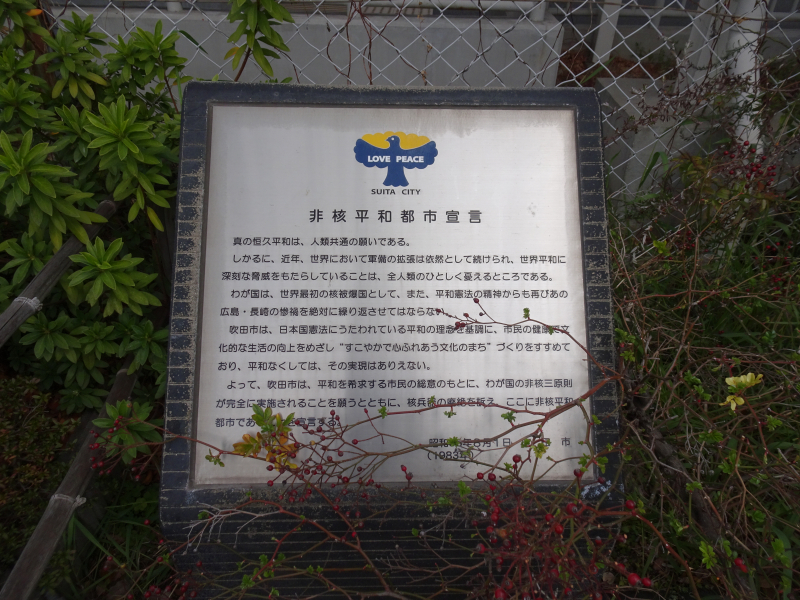 LOVE PEACE
SUITA CITY
非核平和都市宣言
真の恒久平和は、人類共通の願いである。
しかるに、近年、世界において軍備の拡張は依然として続けられ、世界平和に
深刻な脅威をもたらしていることは、全人類のひとしく憂えるところである。
わが国は、世界最初の核被爆国として、また、平和憲法の精神からも再びあの
広島・長崎の惨禍を絶対に繰り返させてはならない
吹田市は、日本国憲法にうたわれている平和の理念を基調に、市民の健康で文
化的な生活の向上をめざし“すこやかで心ふれあう文化のまち”づくりをすすめて
おり、平和なくしては、その実現はありえない。
よって、吹田市は、平和を希求する市民の総意のもとに、わが国の非核三原則
が完全に実施されることを願うとともに、核兵器の廃絶を訴え、ここに非核平和
都市であ を宣言する。
昭和 年8月1日 市
(1983年)